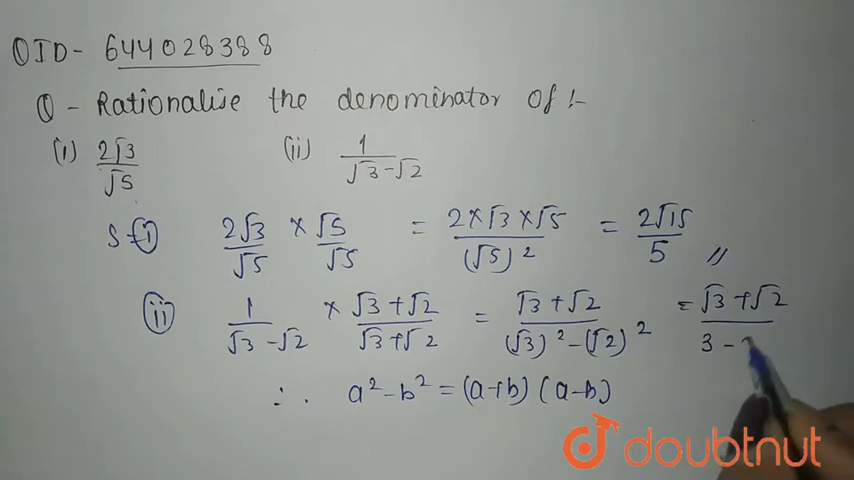 QID- 644028388
Q - Rationalise the denominator of :-
(i) 2√3/√5 (ii) 1/√3-√2
S-(i) 2√3/√5 × √5/√5 = 2×√3×√5/(√5)² = 2√15/5 //
(ii) 1/√3-√2 × √3+√2/√3+√2 = √3+√2/(√3)²-(√2)² = √3+√2/3-
∴ a²-b² = (a+b)(a-b)
doubtnut